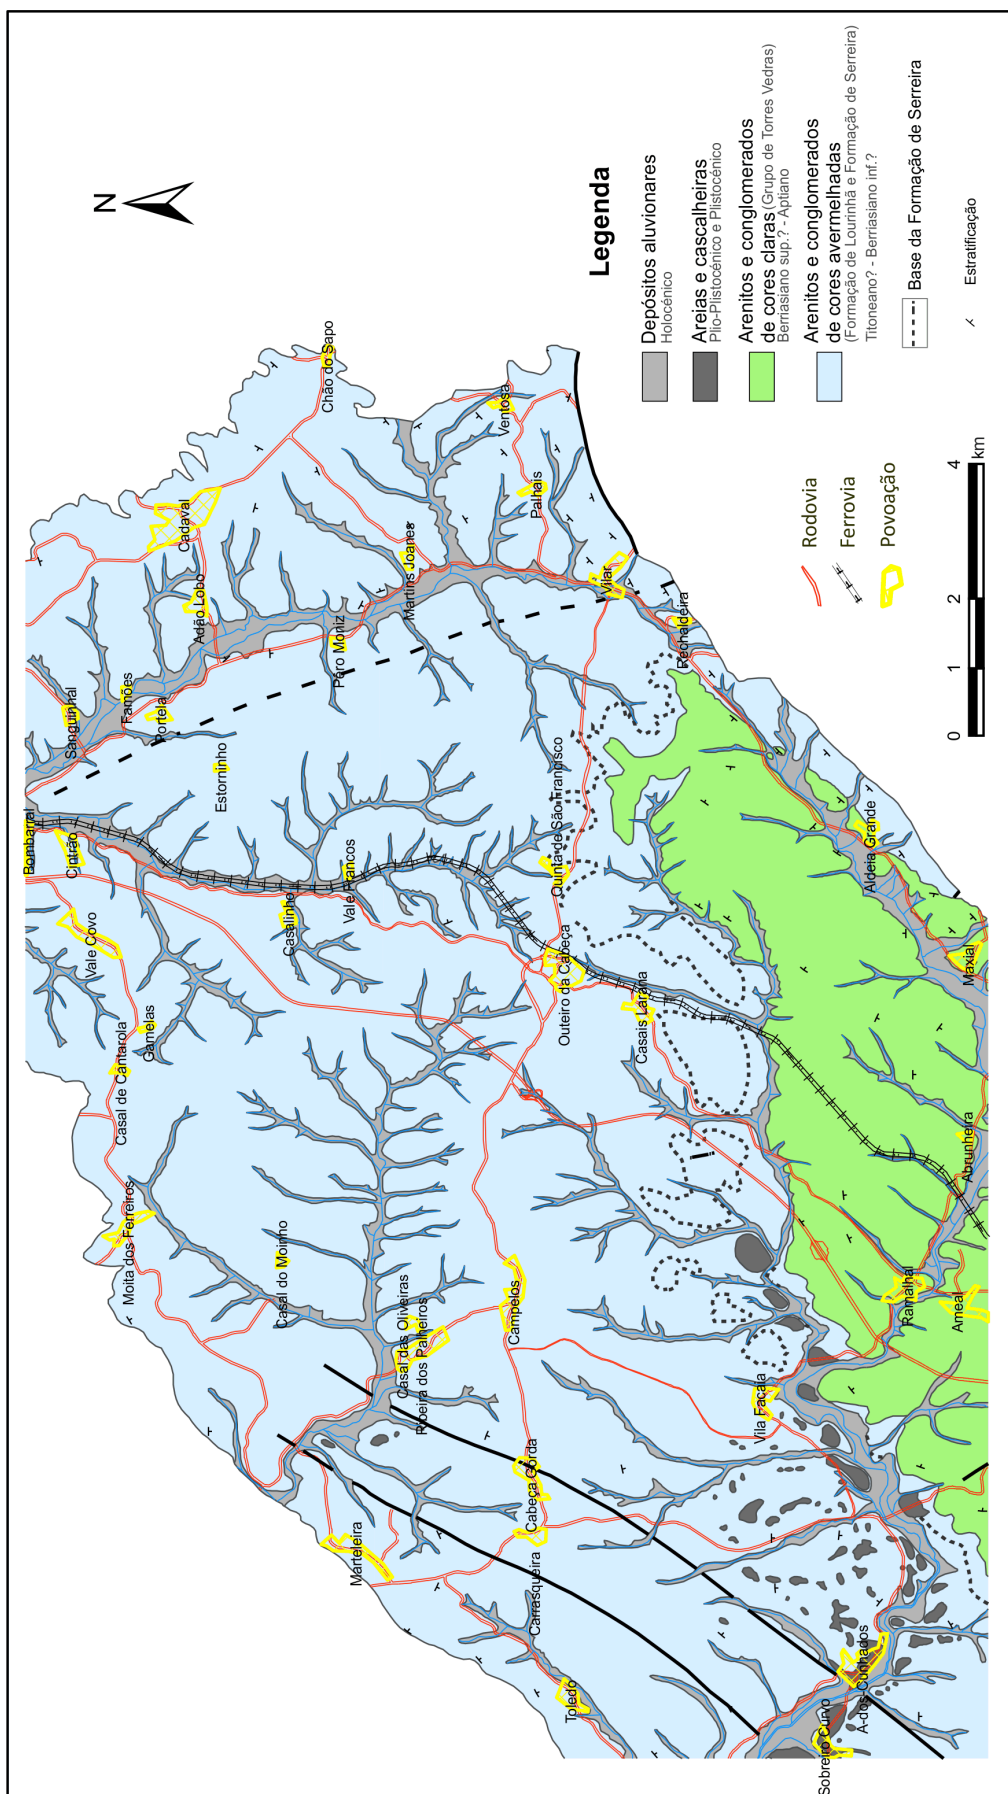 N
Legenda
Depósitos aluvionares
Holocénico
Areias e cascalheiras
Plio-Plistocénico e Plistocénico
Arenitos e conglomerados
de cores claras (Grupo de Torres Vedras)
Berriasiano sup.? - Aptiano
Arenitos e conglomerados
de cores avermelhadas
(Formação de Lourinhã e Formação de Serreira)
Titoneano? - Berriasiano inf.?
Base da Formação de Serreira
Estratificação
Rodovia
Ferrovia
Povoação
0
1
2
4
km
Chão do Sapo
Ventosa
Cadaval
Palhais
Martins Joanes
Vilar
Adão Lobo
Pêro Moniz
Rechaldeira
Famões
Sanguinhal
Portela
Estorninho
Bombarral
Cintrão
Quinta de São Francisco
Vale Francos
Aldeia Grande
Casalinho
Vale Covo
Outeiro da Cabeça
Maxial
Casais Larana
Gamelas
Casal de Cantarola
Abrunheira
Moita dos Ferreiros
Casal do Moinho
Ramalhal
Ameal
Campelos
Casal das Oliveiras
Ribeira dos Palheiros
Vila Facaia
Cabeça Gorda
Marteleira
Carrasqueira
Toledo
A-dos-Cunhados
Sobreiro Curvo